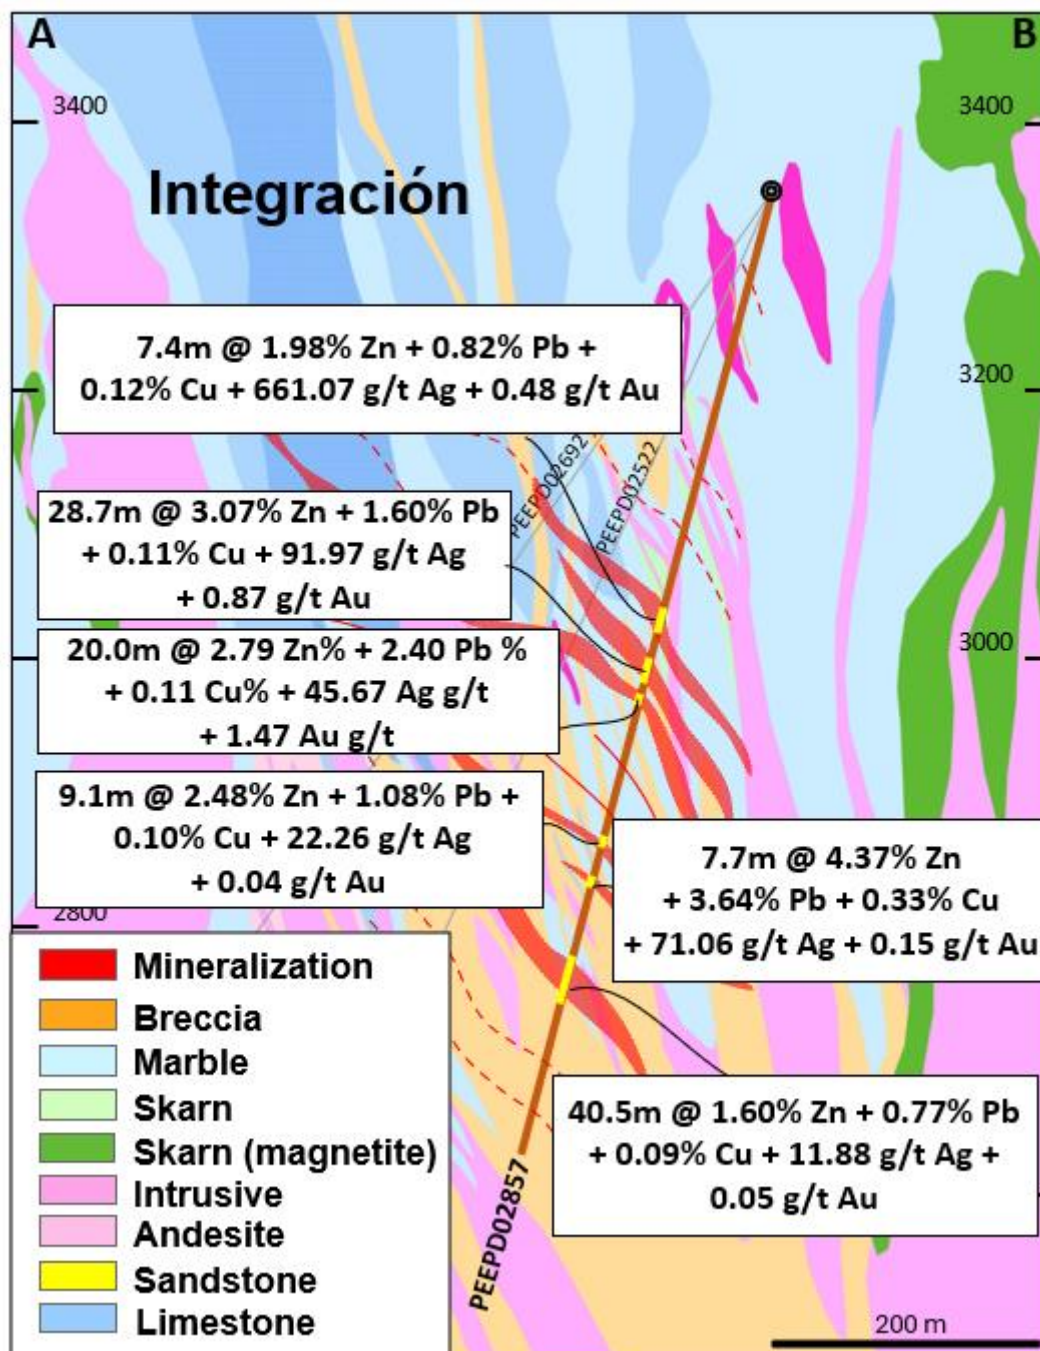 A
B
3400
3400
Integración
7.4m @ 1.98% Zn + 0.82% Pb +
0.12% Cu + 661.07 g/t Ag + 0.48 g/t Au
3200
PEEPD02692
PEEPD02522
28.7m @ 3.07% Zn + 1.60% Pb
+ 0.11% Cu + 91.97 g/t Ag
+ 0.87 g/t Au
20.0m @ 2.79 Zn% + 2.40 Pb %
+ 0.11 Cu% + 45.67 Ag g/t
+ 1.47 Au g/t
3000
9.1m @ 2.48% Zn + 1.08% Pb +
0.10% Cu + 22.26 g/t Ag
+ 0.04 g/t Au
7.7m @ 4.37% Zn
+ 3.64% Pb + 0.33% Cu
+ 71.06 g/t Ag + 0.15 g/t Au
2800
Mineralization
Breccia
Marble
Skarn
Skarn (magnetite)
Intrusive
Andesite
Sandstone
Limestone
40.5m @ 1.60% Zn + 0.77% Pb
+ 0.09% Cu + 11.88 g/t Ag +
0.05 g/t Au
PEEPD02857
200 m